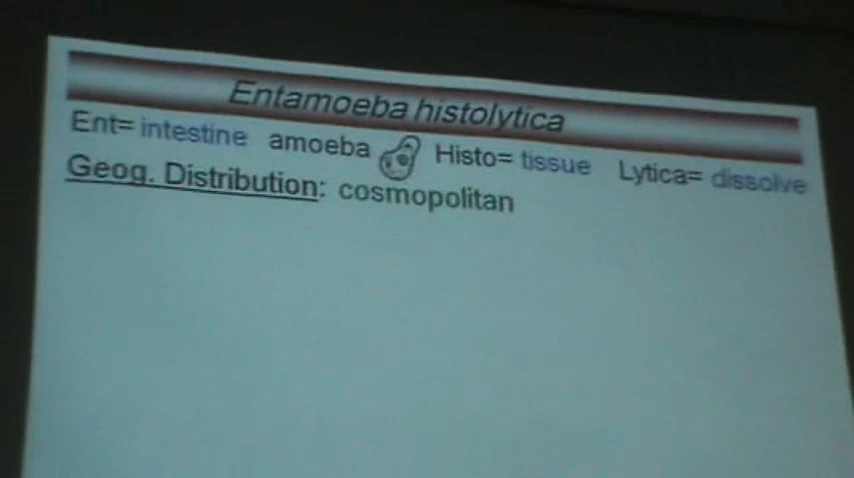 Entamoeba histolytica
Ent= intestine amoeba Histo= tissue Lytica= dissolve
Geog. Distribution: cosmopolitan